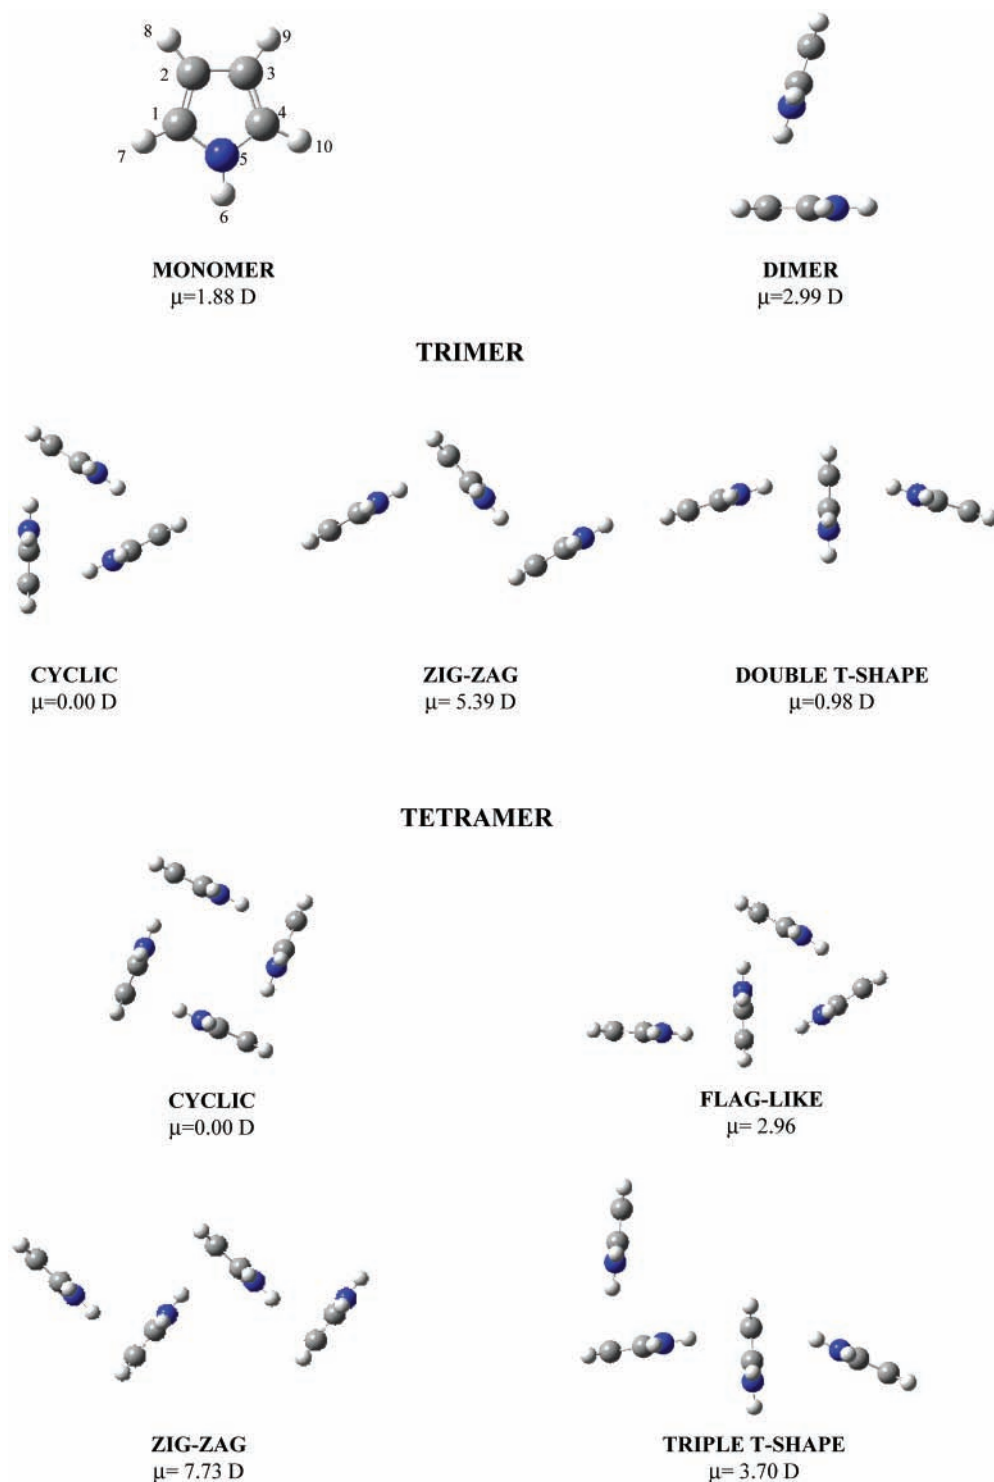 8
9
2
3
1
4
7
5
10
6
MONOMER
μ=1.88 D
DIMER
μ=2.99 D
TRIMER
CYCLIC
μ=0.00 D
ZIG-ZAG
μ= 5.39 D
DOUBLE T-SHAPE
μ=0.98 D
TETRAMER
CYCLIC
μ=0.00 D
FLAG-LIKE
μ= 2.96
ZIG-ZAG
μ= 7.73 D
TRIPLE T-SHAPE
μ= 3.70 D